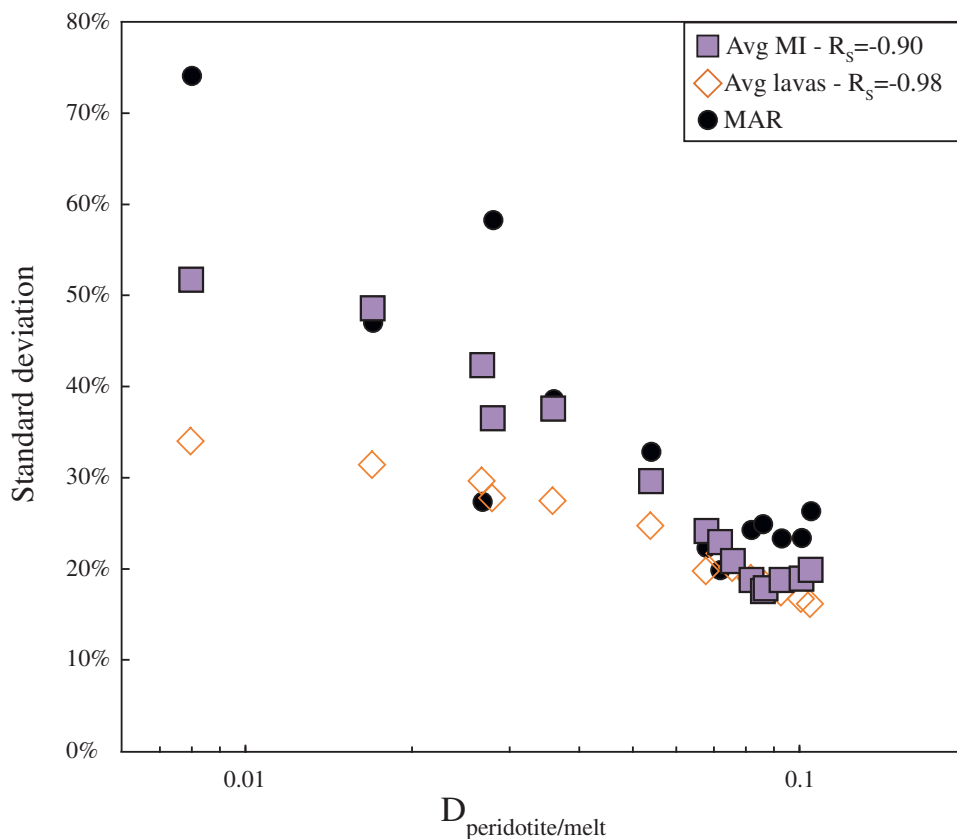 80%
70%
60%
50%
40%
30%
20%
10%
0%
Standard deviation
0.01
0.1
D peridotite/melt
Avg MI - Rs=-0.90
Avg lavas - Rs=-0.98
MAR